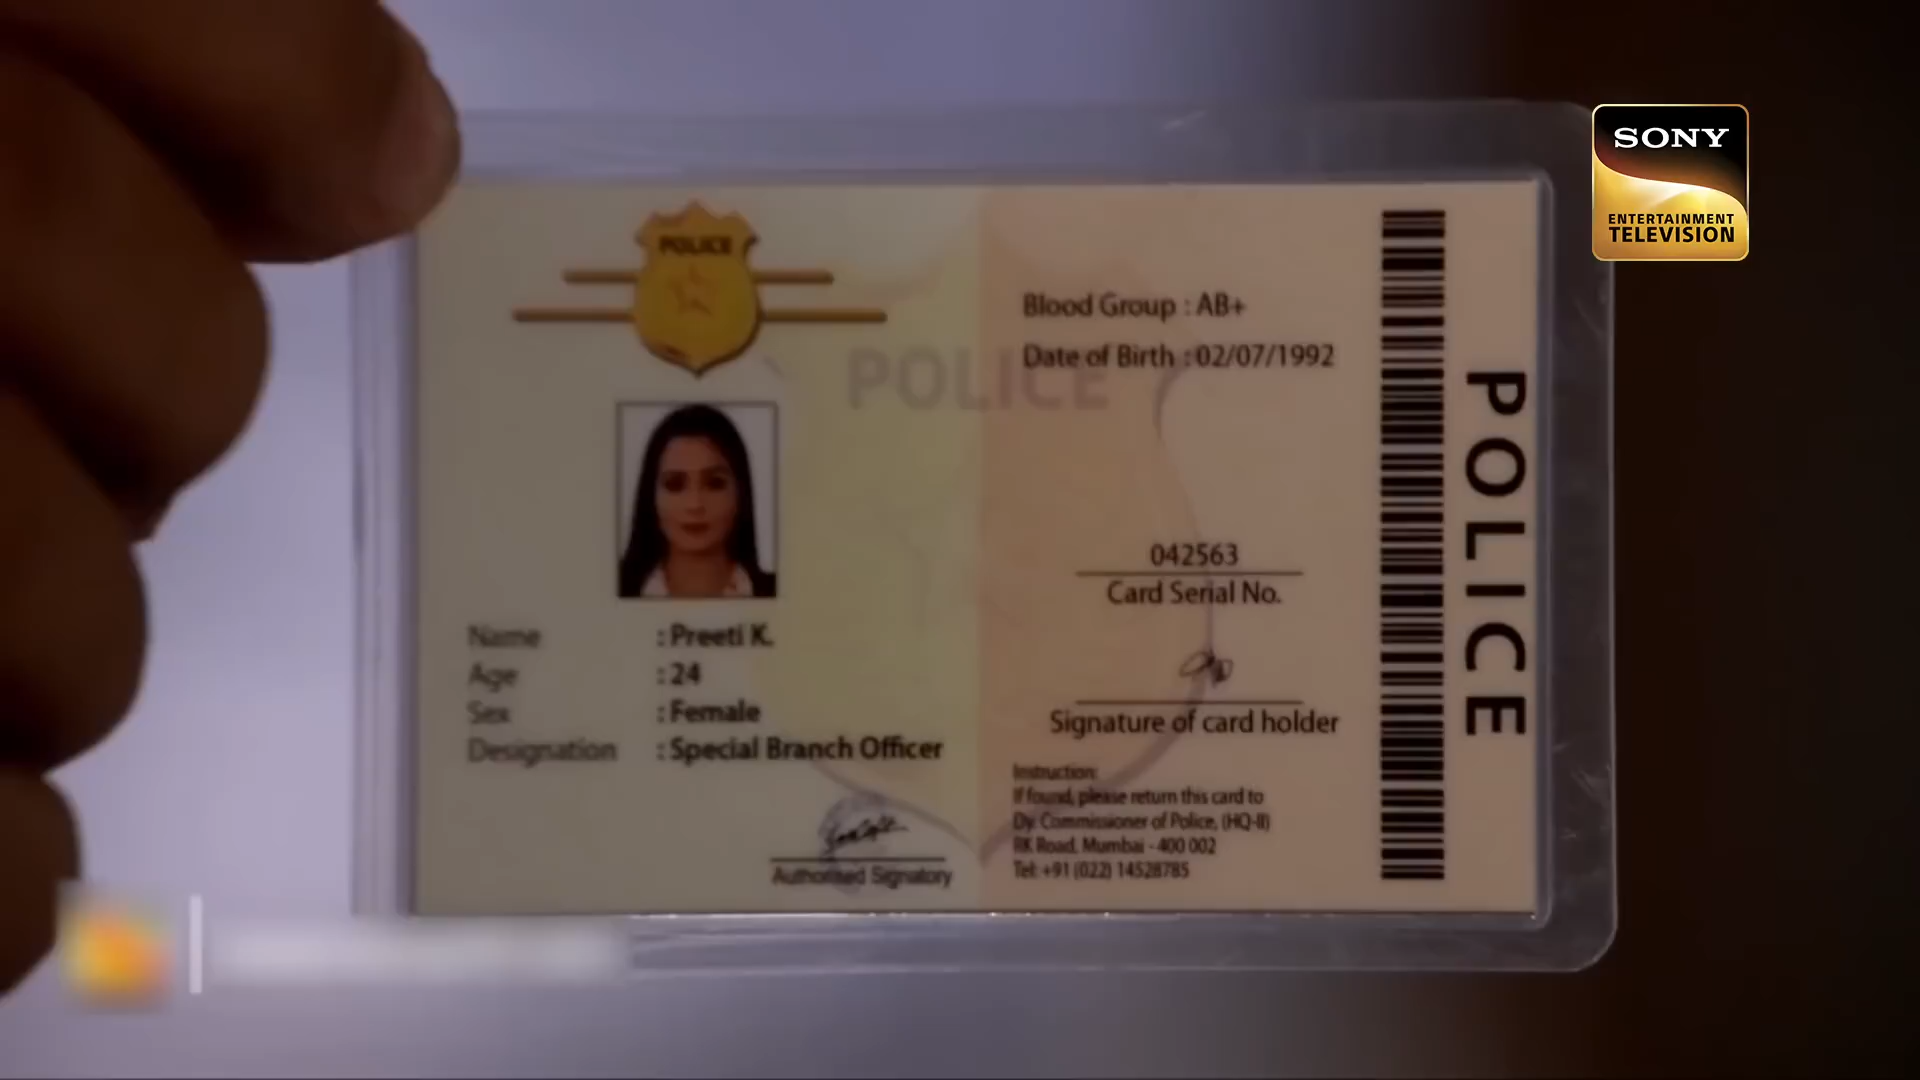 SONY
ENTERTAINMENT
TELEVISION
POLICE
POLICE
Name : Preeti K.
Age : 24
Sex : Female
Designation : Special Branch Officer
Authorised Signatory
Blood Group : AB+
Date of Birth : 02/07/1992
042563
Card Serial No.
Signature of card holder
Instruction:
If found, please return this card to
Dy. Commissioner of Police, (HQ-II)
RK Road, Mumbai - 400 002
Tel: +91 (022) 14528785
POLICE